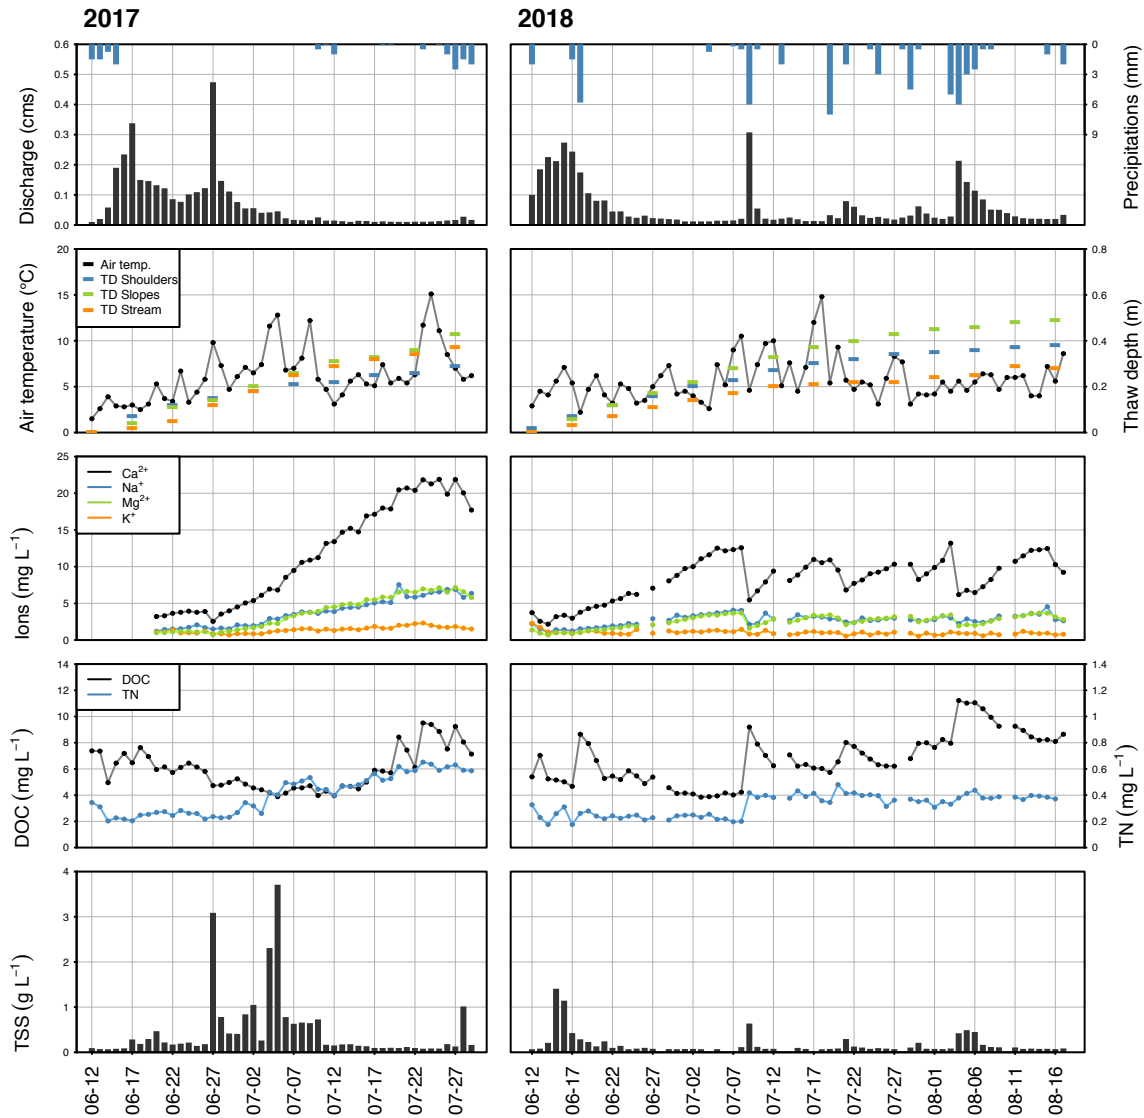 2017 2018
Discharge (cms)
0.6
0.5
0.4
0.3
0.2
0.1
0.0
0
3
6
9
Precipitations (mm)
Air temperature (°C)
20
15
10
5
0
Air temp.
TD Shoulders
TD Slopes
TD Stream
0.8
0.6
0.4
0.2
0
Thaw depth (m)
Ions (mg L⁻¹)
25
20
15
10
5
0
Ca²⁺
Na⁺
Mg²⁺
K⁺
DOC (mg L⁻¹)
14
12
10
8
6
4
2
0
DOC
TN
1.4
1.2
1
0.8
0.6
0.4
0.2
0
TN (mg L⁻¹)
TSS (g L⁻¹)
4
3
2
1
0
06-12 06-17 06-22 06-27 07-02 07-07 07-12 07-17 07-22 07-27 06-12 06-17 06-22 06-27 07-02 07-07 07-12 07-17 07-22 07-27 08-01 08-06 08-11 08-16